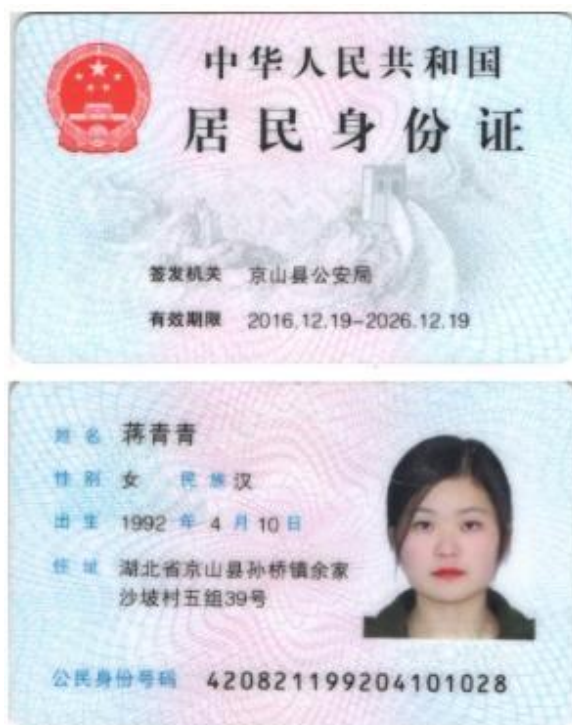 中华人民共和国
居民身份证
签发机关 京山县公安局
有效期限 2016.12.19-2026.12.19
姓名 蒋青青
性别 女 民族 汉
出生 1992 年 4 月 10 日
住址 湖北省京山县孙桥镇余家
沙坡村五组39号
公民身份号码 420821199204101028